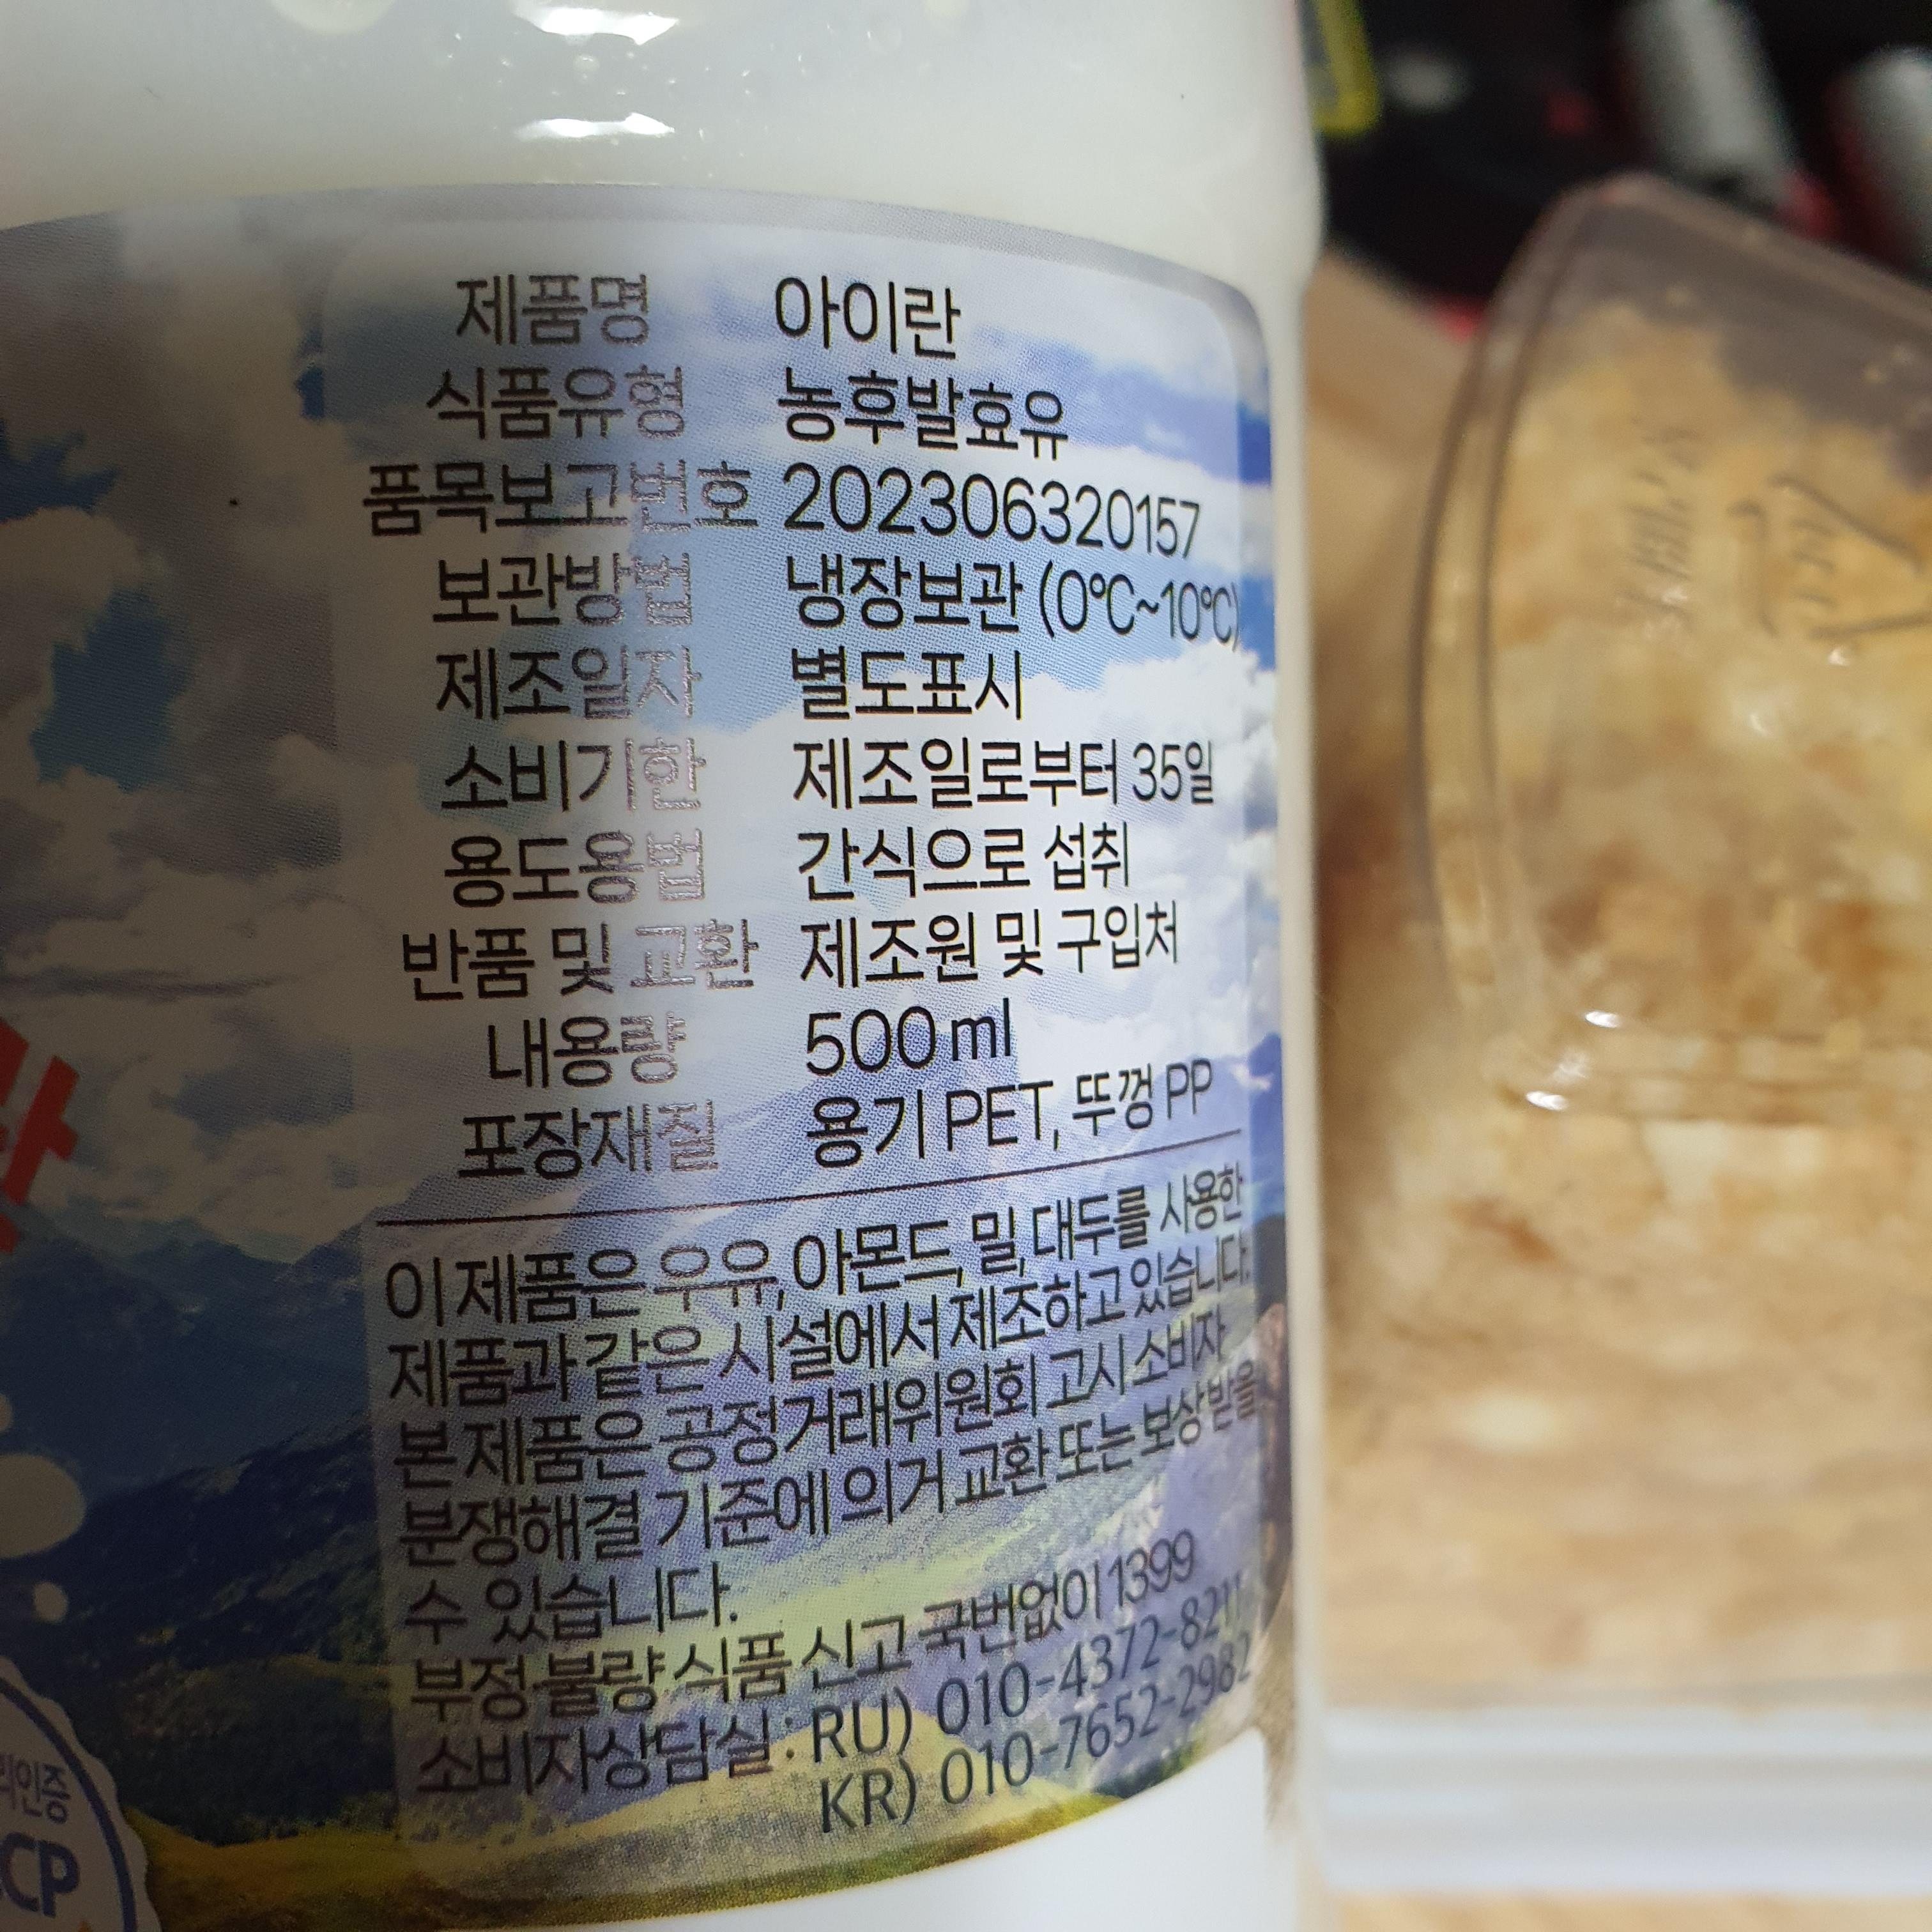 제품명 아이란
식품유형 농후발효유
품목보고번호 202306320157
보관방법 냉장보관 (0℃~10℃)
제조일자 별도표시
소비기한 제조일로부터 35일
용도용법 간식으로 섭취
반품 및 교환 제조원 및 구입처
내용량 500ml
포장재질 용기 PET, 뚜껑 PP
이 제품은 우유, 아몬드, 밀, 대두를 사용한
제품과 같은 시설에서 제조하고 있습니다.
본 제품은 공정거래위원회 고시 소비자
분쟁해결 기준에 의거 교환 또는 보상 받을
수 있습니다.
부정·불량 식품 신고 국번없이 1399
소비자상담실 : RU) 010-4372-8211
KR) 010-7652-2982